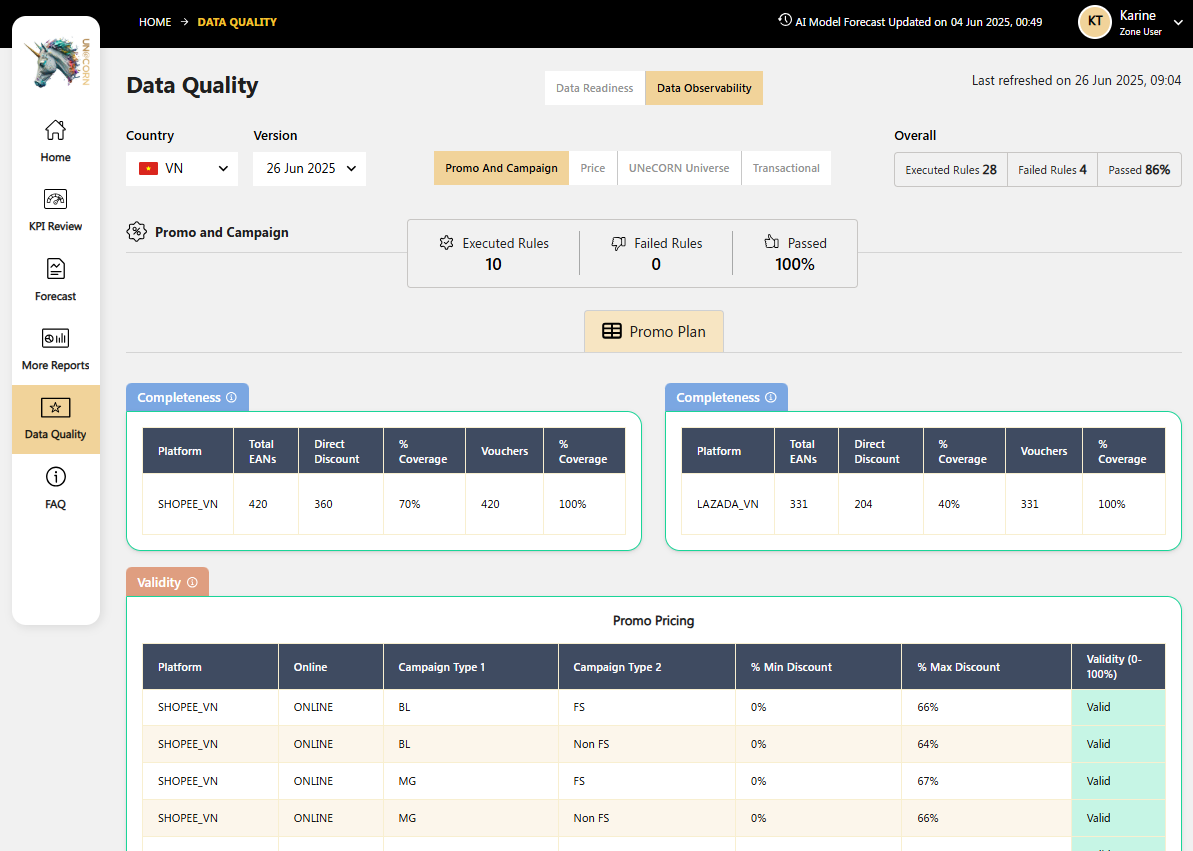 HOME → DATA QUALITY
AI Model Forecast Updated on 04 Jun 2025, 00:49
KT
Karine
Zone User
UNeCORN
Home
KPI Review
Forecast
More Reports
Data Quality
FAQ
Data Quality
Data Readiness
Data Observability
Last refreshed on 26 Jun 2025, 09:04
Country
VN
Version
26 Jun 2025
Promo And Campaign
Price
UNeCORN Universe
Transactional
Overall
Executed Rules 28
Failed Rules 4
Passed 86%
Promo and Campaign
Executed Rules
10
Failed Rules
0
Passed
100%
Promo Plan
Completeness
Platform Total EANs Direct Discount % Coverage Vouchers % Coverage
SHOPEE_VN 420 360 70% 420 100%
Completeness
Platform Total EANs Direct Discount % Coverage Vouchers % Coverage
LAZADA_VN 331 204 40% 331 100%
Validity
Promo Pricing
Platform Online Campaign Type 1 Campaign Type 2 % Min Discount % Max Discount Validity (0-100%)
SHOPEE_VN ONLINE BL FS 0% 66% Valid
SHOPEE_VN ONLINE BL Non FS 0% 64% Valid
SHOPEE_VN ONLINE MG FS 0% 67% Valid
SHOPEE_VN ONLINE MG Non FS 0% 66% Valid